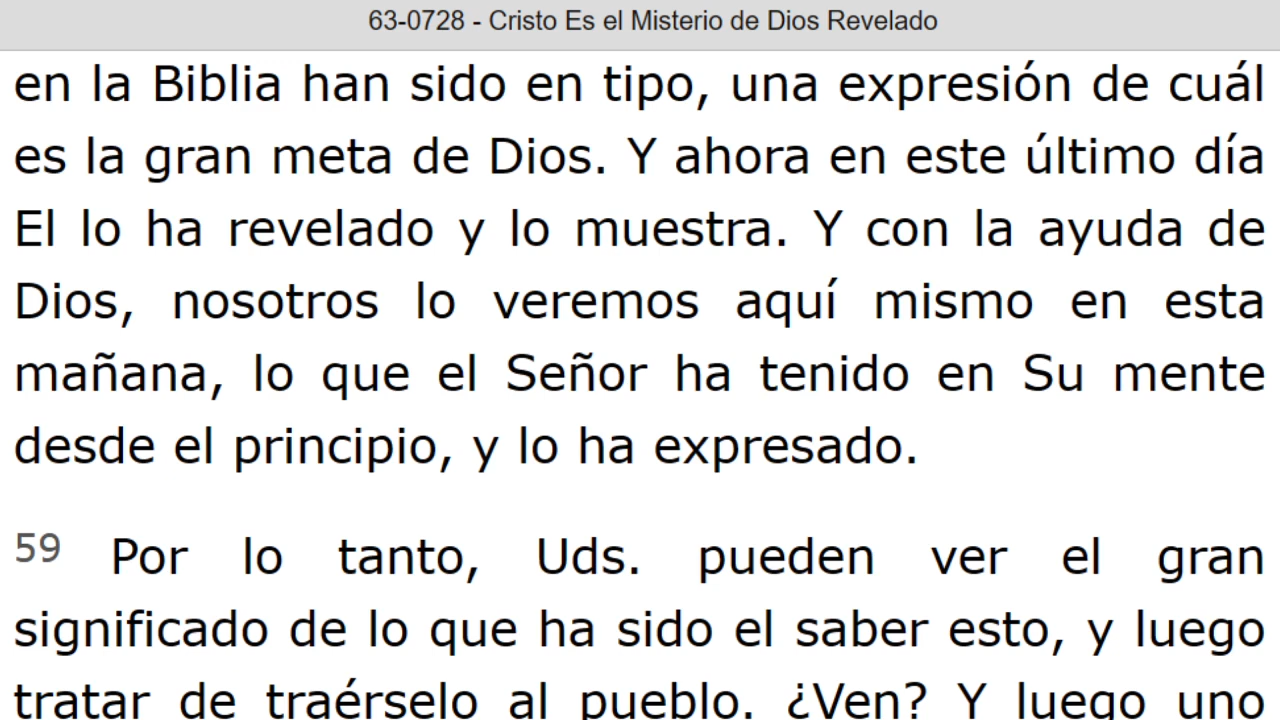 63-0728 - Cristo Es el Misterio de Dios Revelado
en la Biblia han sido en tipo, una expresión de cuál
es la gran meta de Dios. Y ahora en este último día
El lo ha revelado y lo muestra. Y con la ayuda de
Dios, nosotros lo veremos aquí mismo en esta
mañana, lo que el Señor ha tenido en Su mente
desde el principio, y lo ha expresado.
59 Por lo tanto, Uds. pueden ver el gran
significado de lo que ha sido el saber esto, y luego
tratar de traérselo al pueblo. ¿Ven? Y luego uno